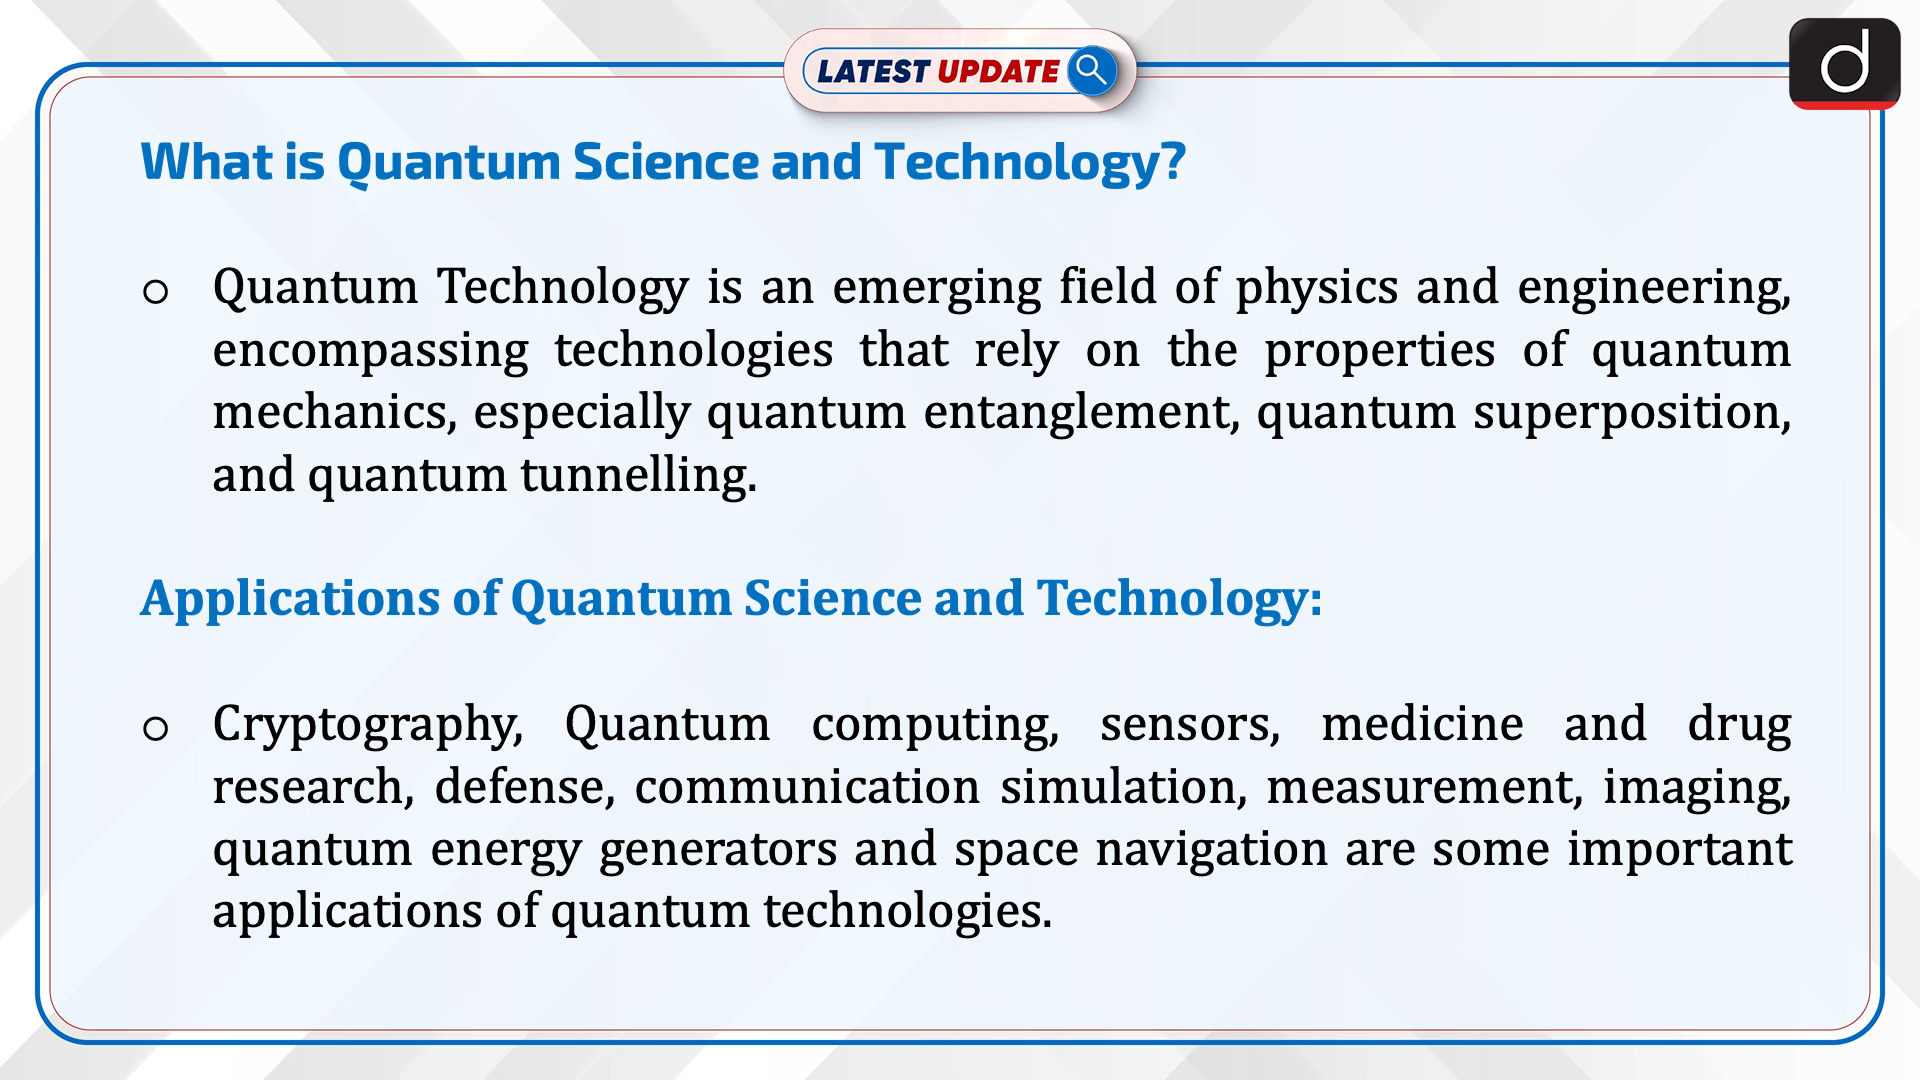 LATEST UPDATE
d
What is Quantum Science and Technology?
o Quantum Technology is an emerging field of physics and engineering,
encompassing technologies that rely on the properties of quantum
mechanics, especially quantum entanglement, quantum superposition,
and quantum tunnelling.
Applications of Quantum Science and Technology:
o Cryptography, Quantum computing, sensors, medicine and drug
research, defense, communication simulation, measurement, imaging,
quantum energy generators and space navigation are some important
applications of quantum technologies.